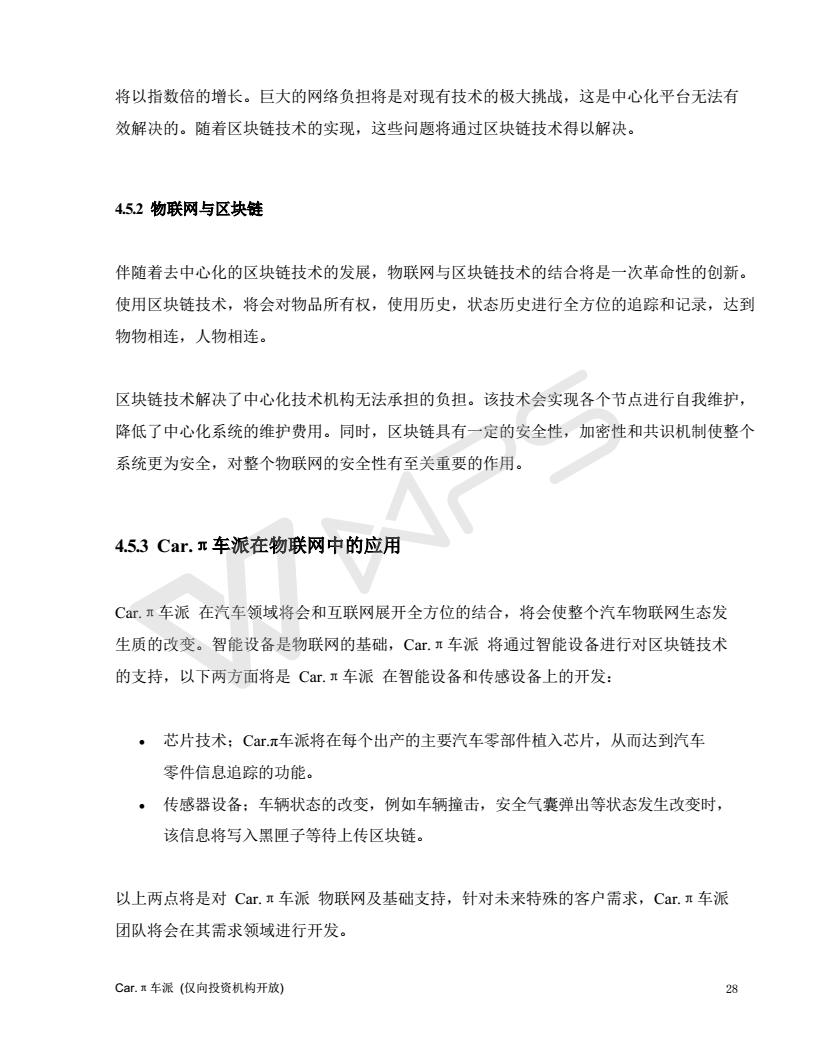 将以指数倍的增长。巨大的网络负担将是对现有技术的极大挑战，这是中心化平台无法有
效解决的。随着区块链技术的实现，这些问题将通过区块链技术得以解决。
4.5.2 物联网与区块链
伴随着去中心化的区块链技术的发展，物联网与区块链技术的结合将是一次革命性的创新。
使用区块链技术，将会对物品所有权，使用历史，状态历史进行全方位的追踪和记录，达到
物物相连，人物相连。
区块链技术解决了中心化技术机构无法承担的负担。该技术会实现各个节点进行自我维护，
降低了中心化系统的维护费用。同时，区块链具有一定的安全性，加密性和共识机制使整个
系统更为安全，对整个物联网的安全性有至关重要的作用。
4.5.3 Car.π车派在物联网中的应用
Car.π车派 在汽车领域将会和互联网展开全方位的结合，将会使整个汽车物联网生态发
生质的改变。智能设备是物联网的基础，Car.π车派 将通过智能设备进行对区块链技术
的支持，以下两方面将是 Car.π车派 在智能设备和传感设备上的开发：
• 芯片技术；Car.π车派将在每个出产的主要汽车零部件植入芯片，从而达到汽车
零件信息追踪的功能。
• 传感器设备；车辆状态的改变，例如车辆撞击，安全气囊弹出等状态发生改变时，
该信息将写入黑匣子等待上传区块链。
以上两点将是对 Car.π车派 物联网及基础支持，针对未来特殊的客户需求，Car.π车派
团队将会在其需求领域进行开发。
Car.π车派 (仅向投资机构开放) 28